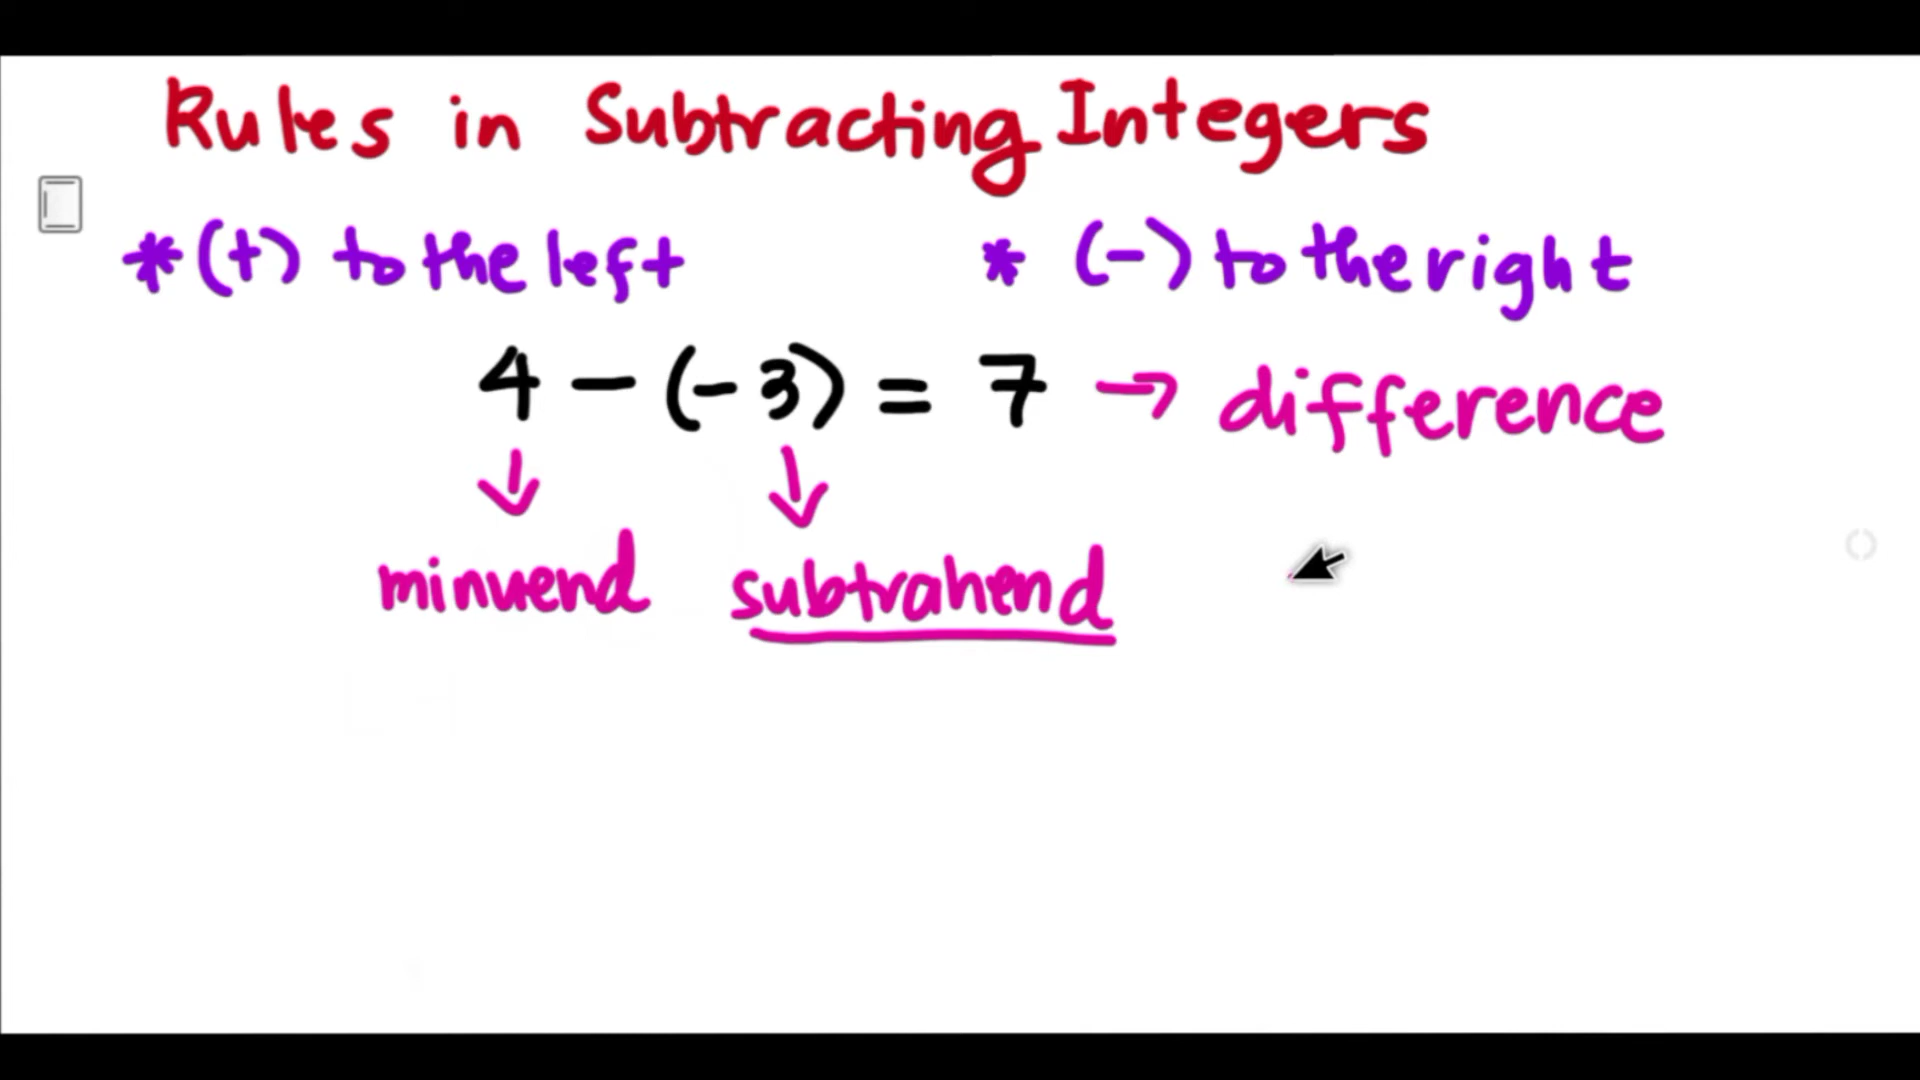 Rules in Subtracting Integers
*(+) to the left * (-) to the right
4 - (-3) = 7 → difference
minuend subtrahend